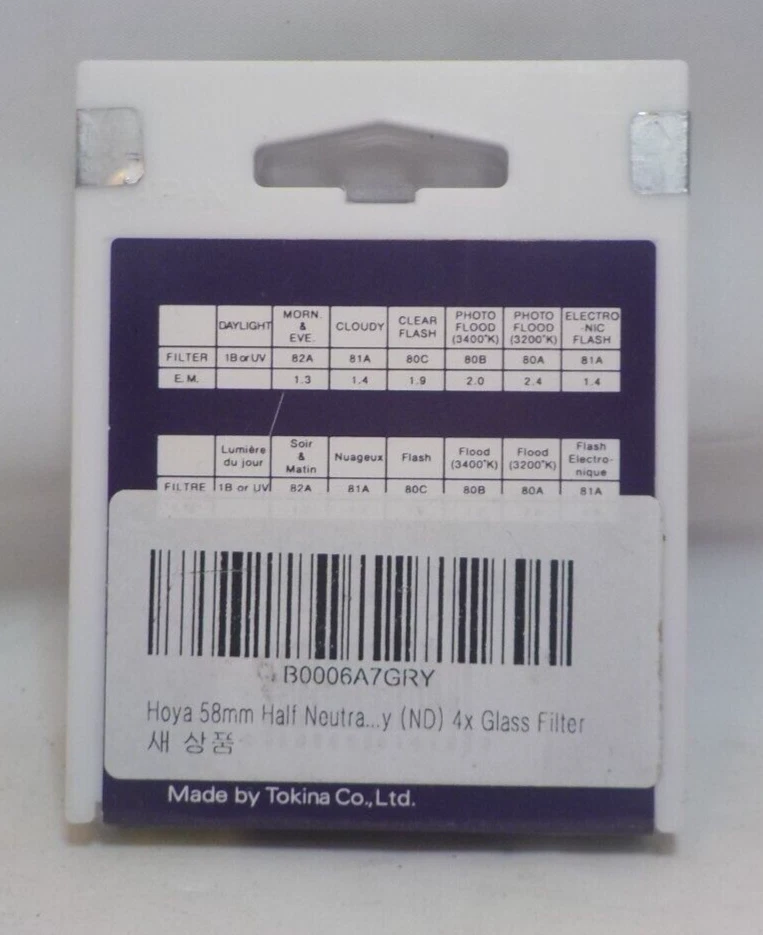 DAYLIGHT MORN. & EVE. CLOUDY CLEAR FLASH PHOTO FLOOD (3400°K) PHOTO FLOOD (3200°K) ELECTRO-NIC FLASH
FILTER 1B or UV 82A 81A 80C 80B 80A 81A
E.M. 1.3 1.4 1.9 2.0 2.4 1.4
Lumière du jour Soir & Matin Nuageux Flash Flood (3400°K) Flood (3200°K) Flash Electro-nique
FILTRE 1B or UV 82A 81A 80C 80B 80A 81A
B0006A7GRY
Hoya 58mm Half Neutra...y (ND) 4x Glass Filter
새 상품
Made by Tokina Co., Ltd.